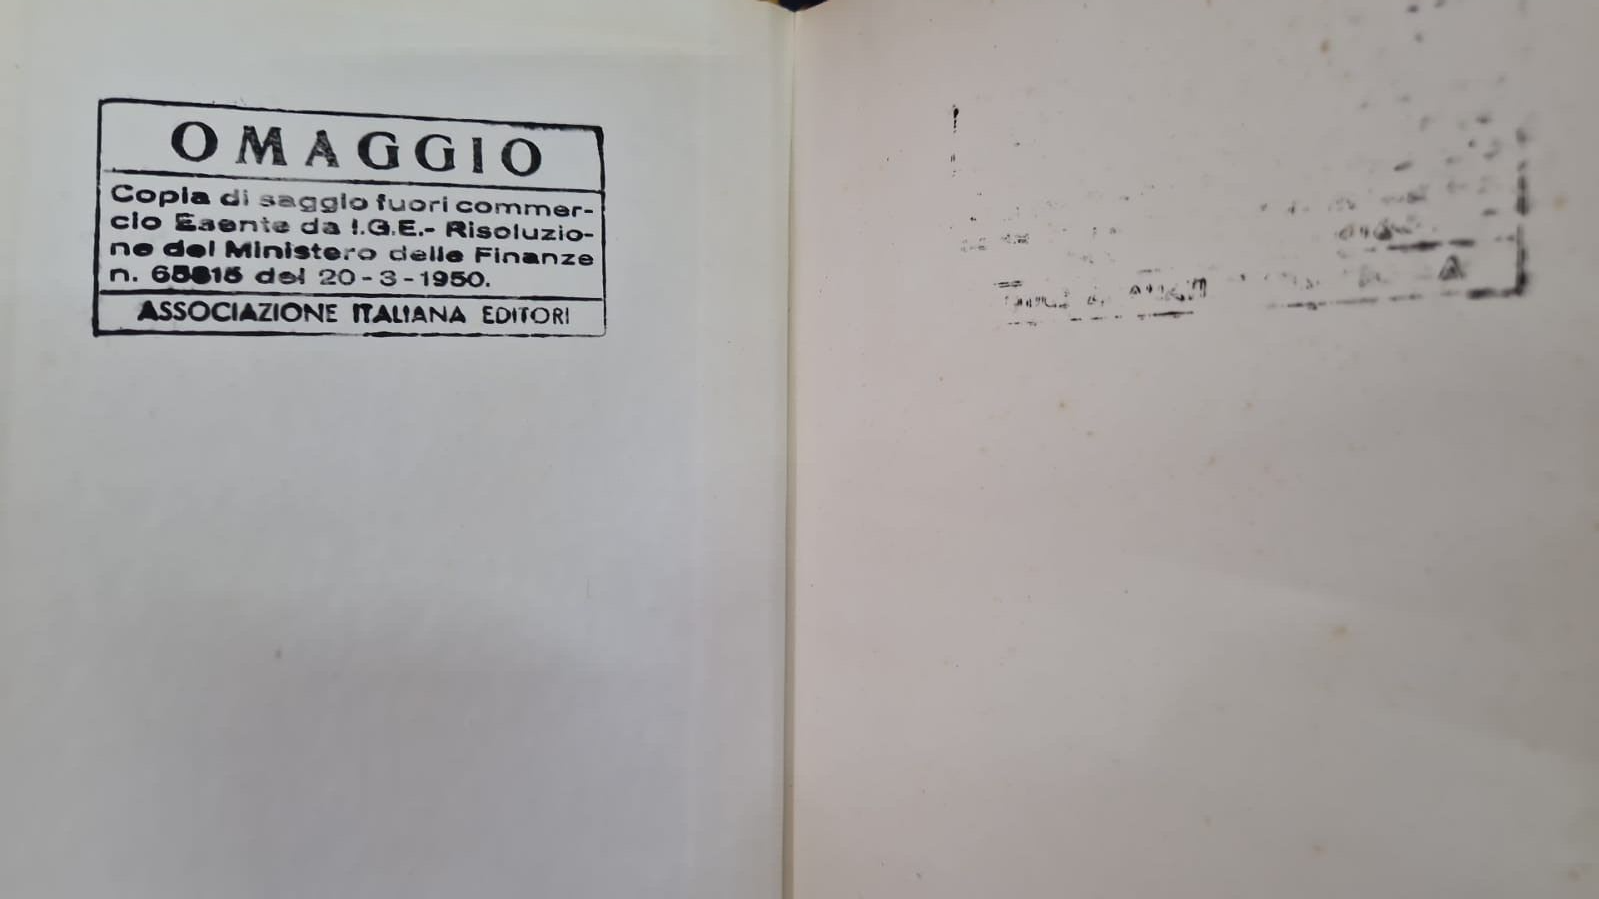 OMAGGIO
Copia di saggio fuori commer-
cio Esente da I.G.E.- Risoluzio-
ne del Ministero delle Finanze
n. del 20-3-1950.
ASSOCIAZIONE ITALIANA EDITORI